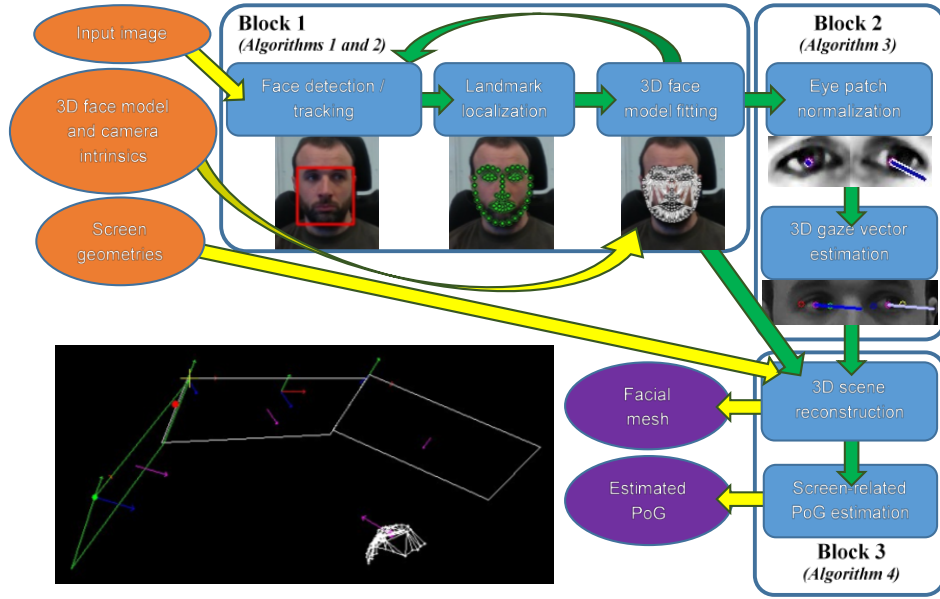 Input image
3D face model
and camera
intrinsics
Screen
geometries
Block 1
(Algorithms 1 and 2)
Face detection /
tracking
Landmark
localization
3D face
model fitting
Block 2
(Algorithm 3)
Eye patch
normalization
3D gaze vector
estimation
3D scene
reconstruction
Screen-related
PoG estimation
Block 3
(Algorithm 4)
Facial
mesh
Estimated
PoG